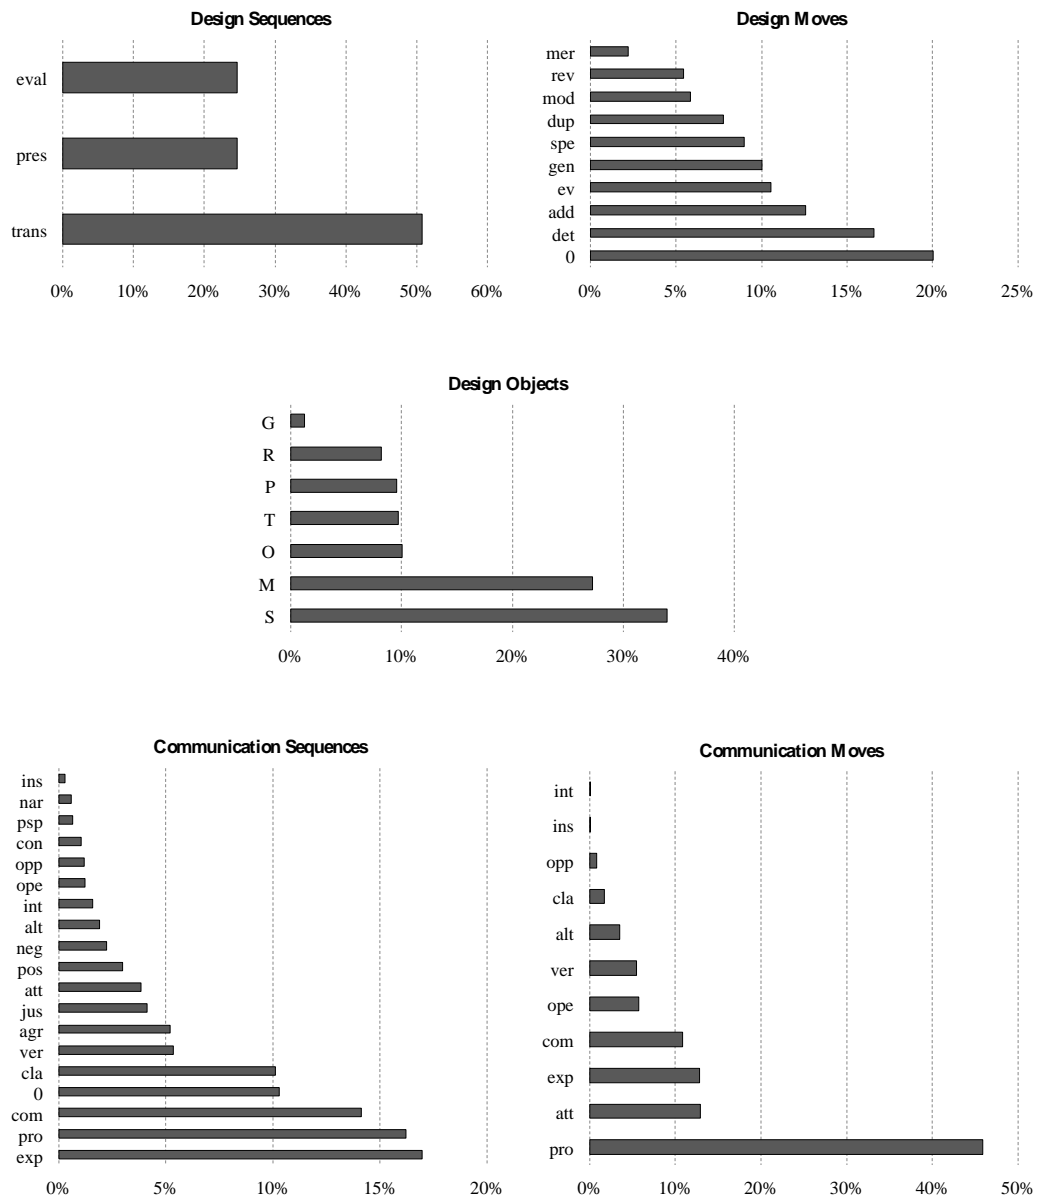 Design Sequences
eval
pres
trans
0% 10% 20% 30% 40% 50% 60%
Design Moves
mer
rev
mod
dup
spe
gen
ev
add
det
0
0% 5% 10% 15% 20% 25%
Design Objects
G
R
P
T
O
M
S
0% 10% 20% 30% 40%
Communication Sequences
ins
nar
psp
con
opp
ope
int
alt
neg
pos
att
jus
agr
ver
cla
0
com
pro
exp
0% 5% 10% 15% 20%
Communication Moves
int
ins
opp
cla
alt
ver
ope
com
exp
att
pro
0% 10% 20% 30% 40% 50%